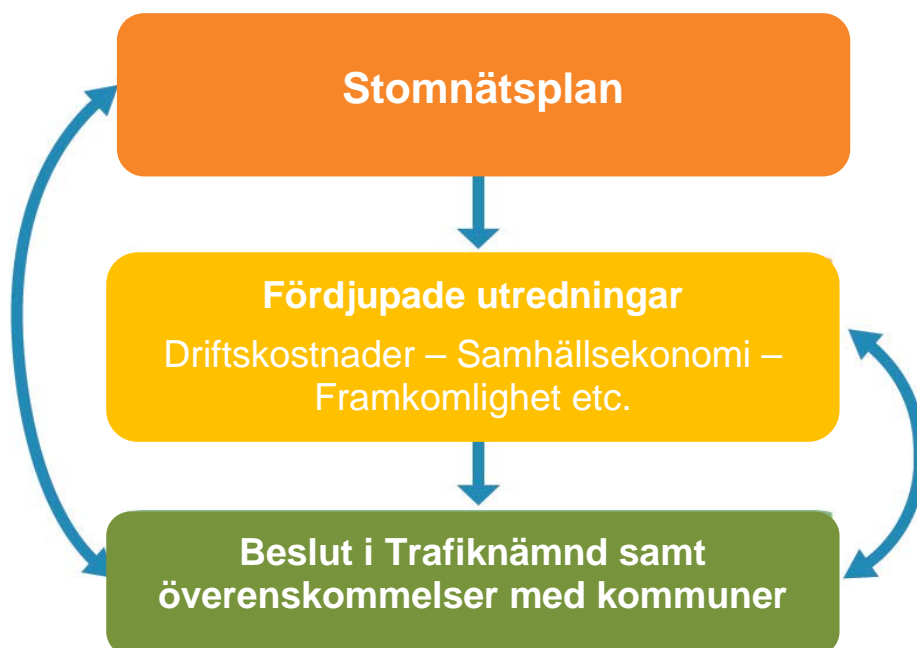 Stomnätsplan
Fördjupade utredningar
Driftskostnader – Samhällsekonomi –
Framkomlighet etc.
Beslut i Trafiknämnd samt
överenskommelser med kommuner